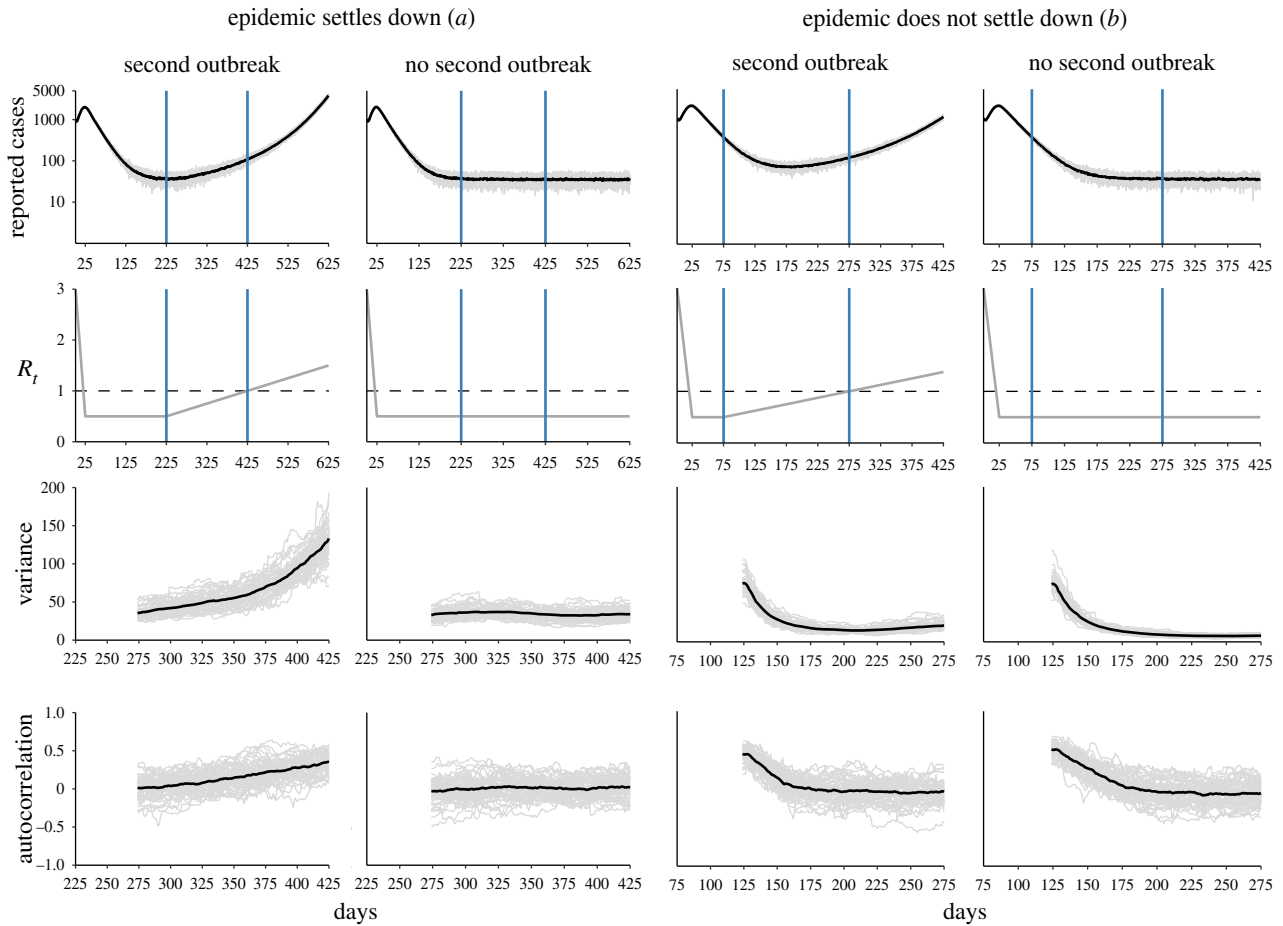 epidemic settles down (a)
epidemic does not settle down (b)
second outbreak
no second outbreak
second outbreak
no second outbreak
reported cases
5000
1000
100
10
25 125 225 325 425 525 625
25 125 225 325 425 525 625
25 75 125 175 225 275 325 375 425
25 75 125 175 225 275 325 375 425
R_t
3
2
1
0
25 125 225 325 425 525 625
25 125 225 325 425 525 625
25 75 125 175 225 275 325 375 425
25 75 125 175 225 275 325 375 425
variance
200
150
100
50
0
225 250 275 300 325 350 375 400 425
225 250 275 300 325 350 375 400 425
75 100 125 150 175 200 225 250 275
75 100 125 150 175 200 225 250 275
autocorrelation
1.0
0.5
0
–0.5
–1.0
225 250 275 300 325 350 375 400 425
225 250 275 300 325 350 375 400 425
75 100 125 150 175 200 225 250 275
75 100 125 150 175 200 225 250 275
days
days